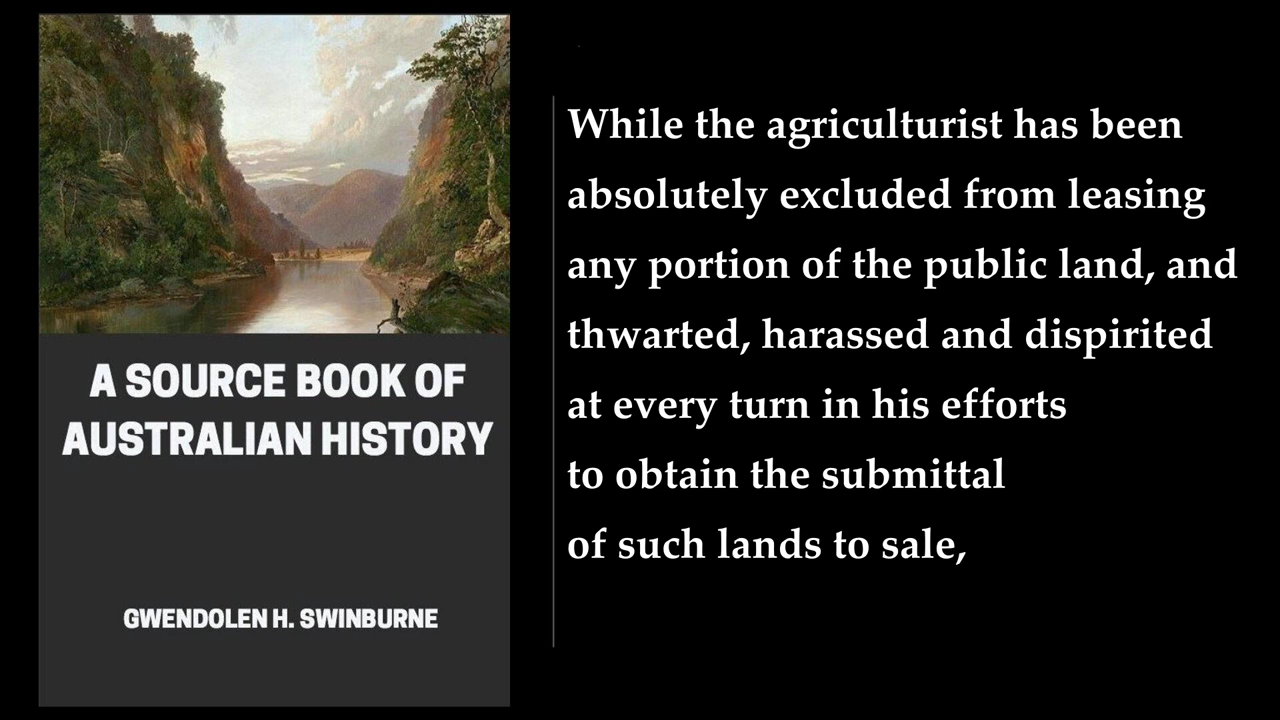 A SOURCE BOOK OF
AUSTRALIAN HISTORY
GWENDOLEN H. SWINBURNE
While the agriculturist has been
absolutely excluded from leasing
any portion of the public land, and
thwarted, harassed and dispirited
at every turn in his efforts
to obtain the submittal
of such lands to sale,